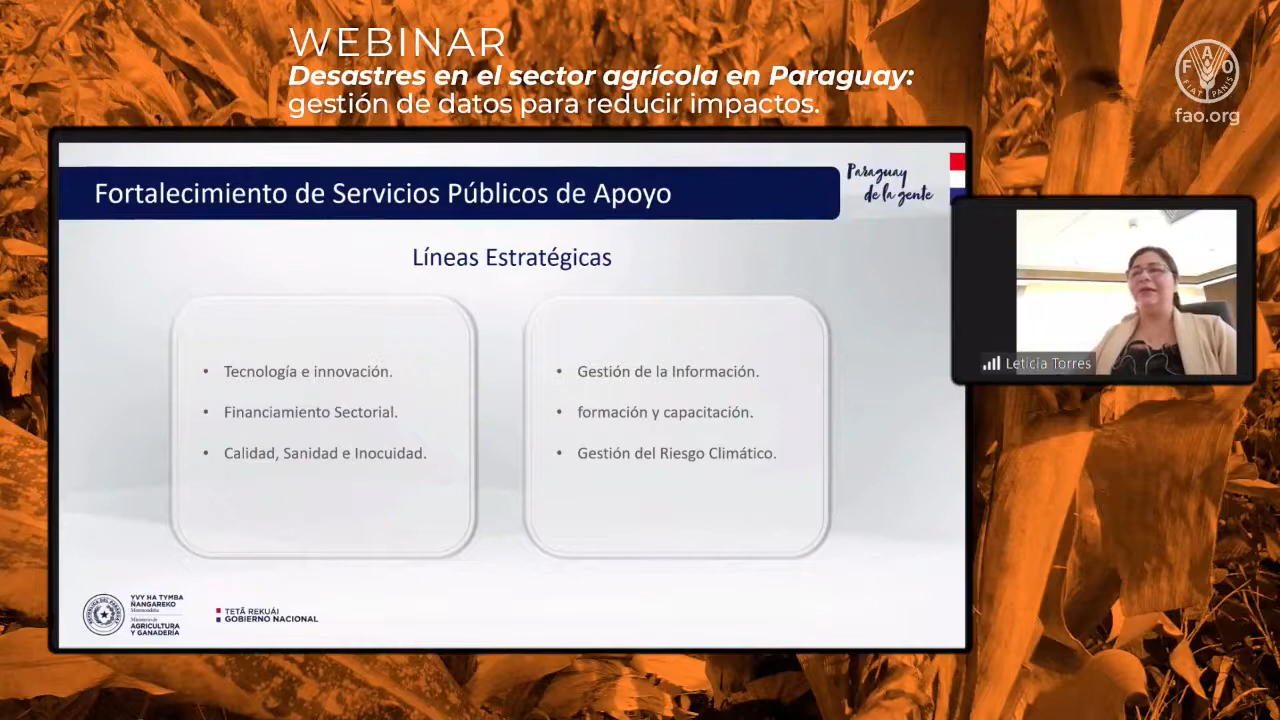 WEBINAR
Desastres en el sector agrícola en Paraguay:
gestión de datos para reducir impactos.
F A O
FIAT PANIS
fao.org
Fortalecimiento de Servicios Públicos de Apoyo
Paraguay
de la gente
Líneas Estratégicas
• Tecnología e innovación.
• Financiamiento Sectorial.
• Calidad, Sanidad e Inocuidad.
• Gestión de la Información.
• formación y capacitación.
• Gestión del Riesgo Climático.
Leticia Torres
YVY HA TYMBA
ÑANGAREKO
Ministerio de
AGRICULTURA
Y GANADERÍA
TETÃ REKUÁI
GOBIERNO NACIONAL